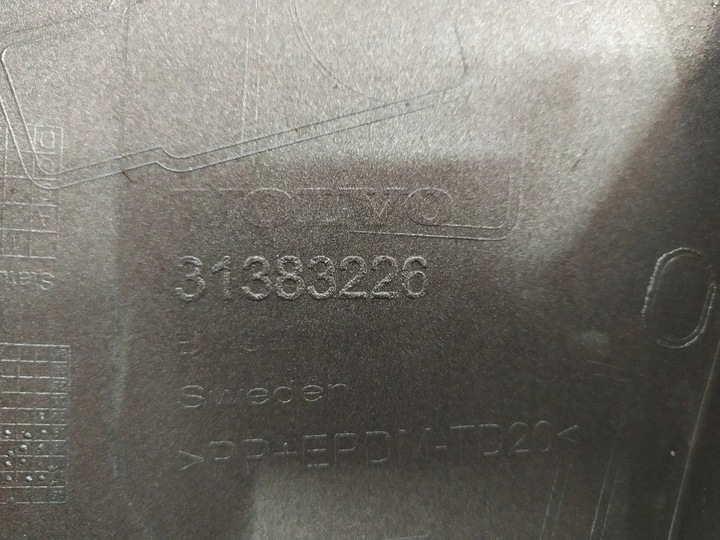 VOLVO
31383226
Sweden
>PP+EPDM-TD20<